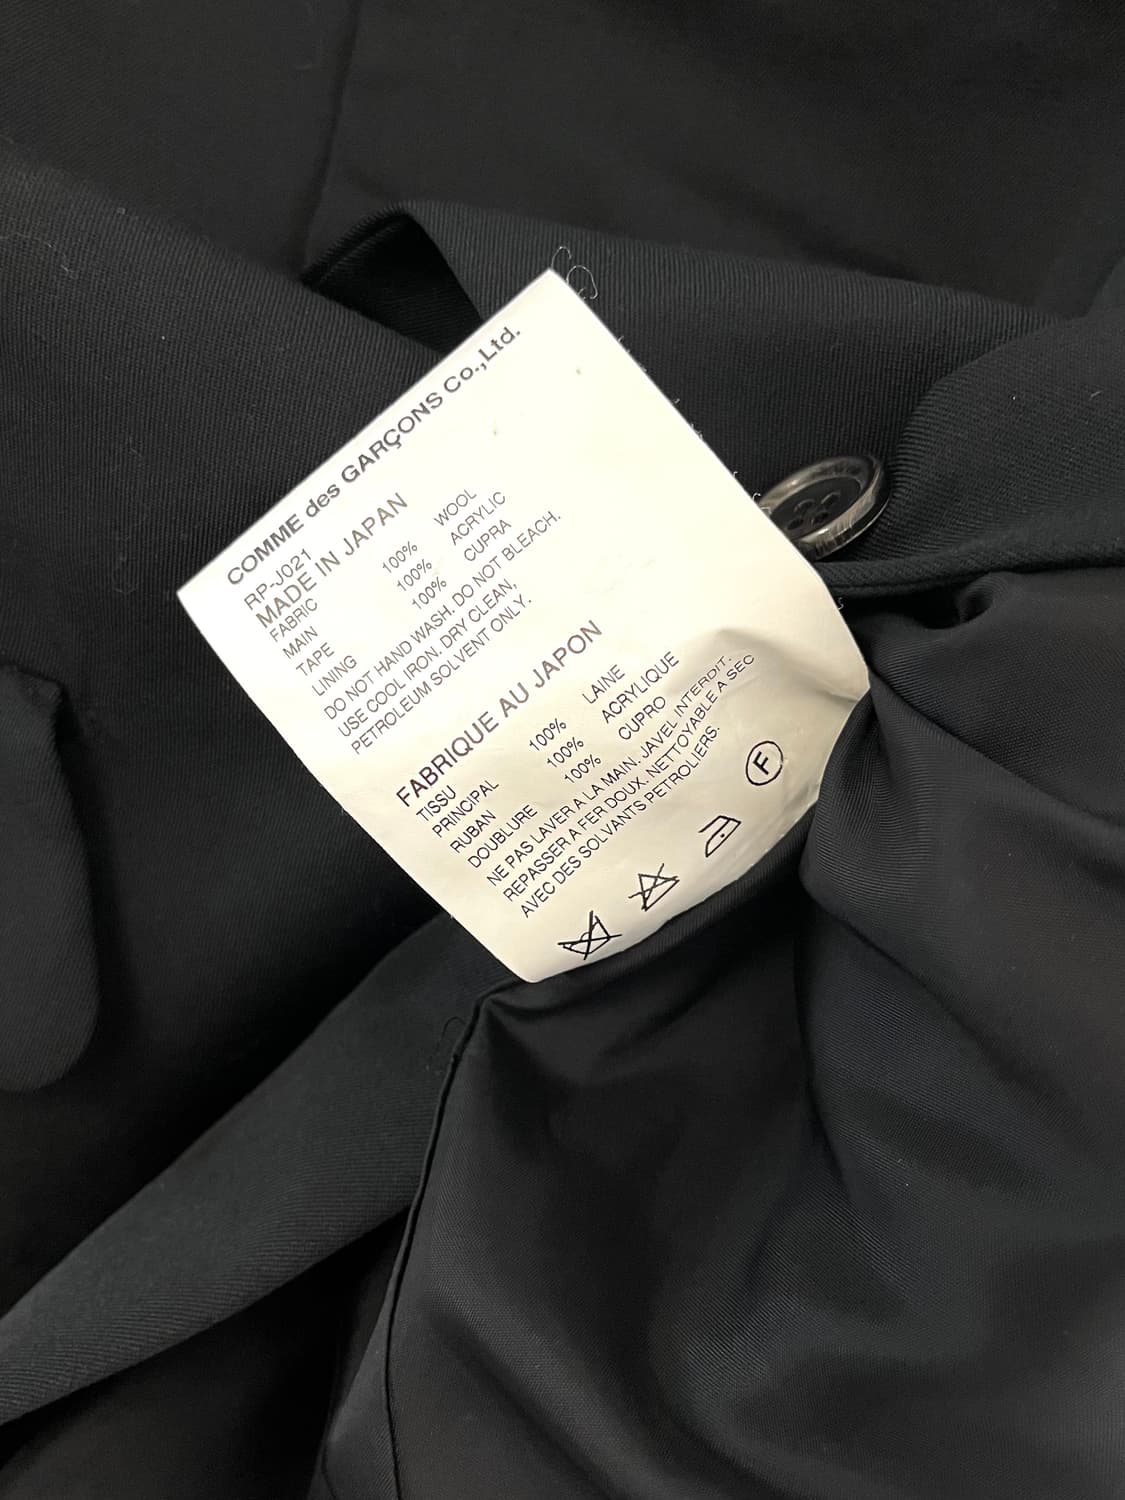 COMME des GARÇONS Co.,Ltd.
RP-J021
MADE IN JAPAN
FABRIC
MAIN 100% WOOL
TAPE 100% ACRYLIC
LINING 100% CUPRA
DO NOT HAND WASH. DO NOT BLEACH.
USE COOL IRON. DRY CLEAN,
PETROLEUM SOLVENT ONLY.
FABRIQUE AU JAPON
TISSU
PRINCIPAL 100% LAINE
RUBAN 100% ACRYLIQUE
DOUBLURE 100% CUPRO
NE PAS LAVER A LA MAIN. JAVEL INTERDIT.
REPASSER A FER DOUX. NETTOYABLE A SEC
AVEC DES SOLVANTS PETROLIERS.
F